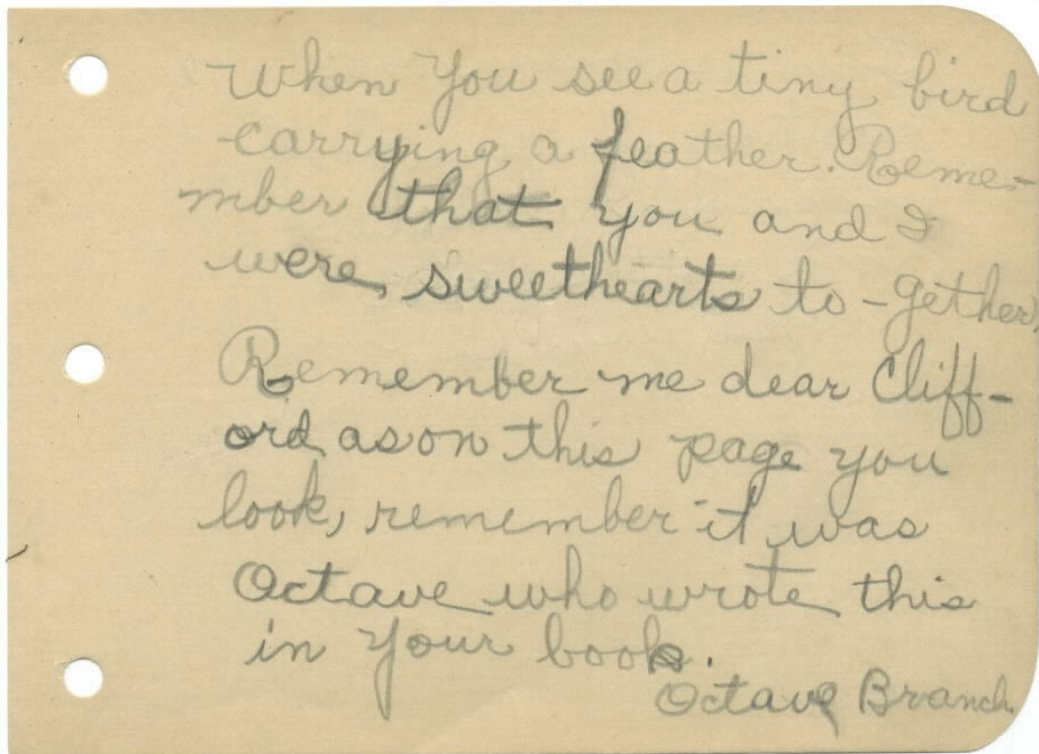 When You see a tiny bird
carrying a feather. Reme-
mber that you and I
were, sweethearts to-gether,
Remember me dear Cliff-
ord as on this page you
look, remember it was
Octave who wrote this
in Your book.
Octave Branch.